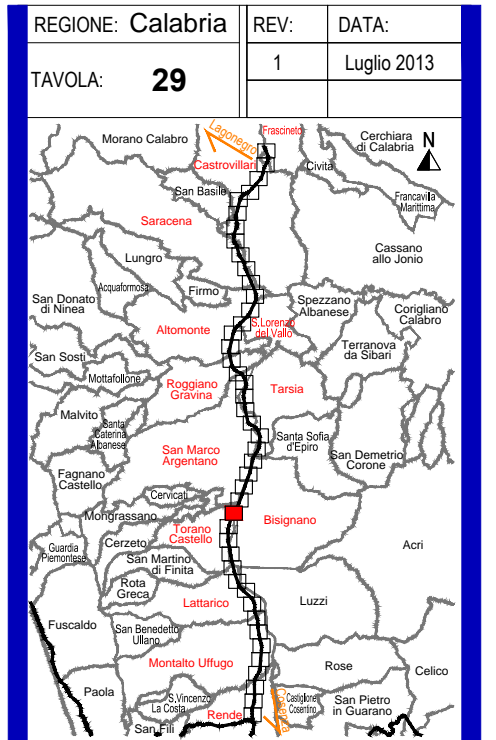 REGIONE: Calabria
REV:
DATA:
TAVOLA: 29
1
Luglio 2013
Lagonegro
Frascineto
Morano Calabro
Cerchiara
di Calabria
N
Castrovillari
Civita
San Basile
Francavilla
Marittima
Saracena
Lungro
Cassano
allo Jonio
Acquaformosa
Firmo
San Donato
di Ninea
Spezzano
Albanese
Corigliano
Calabro
Altomonte
S.Lorenzo
del Vallo
Terranova
da Sibari
San Sosti
Mottafollone
Roggiano
Gravina
Tarsia
Malvito
Santa
Caterina
Albanese
Santa Sofia
d'Epiro
San Marco
Argentano
San Demetrio
Corone
Fagnano
Castello
Cervicati
Mongrassano
Bisignano
Torano
Castello
Cerzeto
Acri
Guardia
Piemontese
San Martino
di Finita
Rota
Greca
Lattarico
Luzzi
Fuscaldo
San Benedetto
Ullano
Montalto Uffugo
Rose
Celico
Paola
S.Vincenzo
La Costa
Cosenza
Castiglione
Cosentino
San Pietro
in Guarano
Rende
San Fili